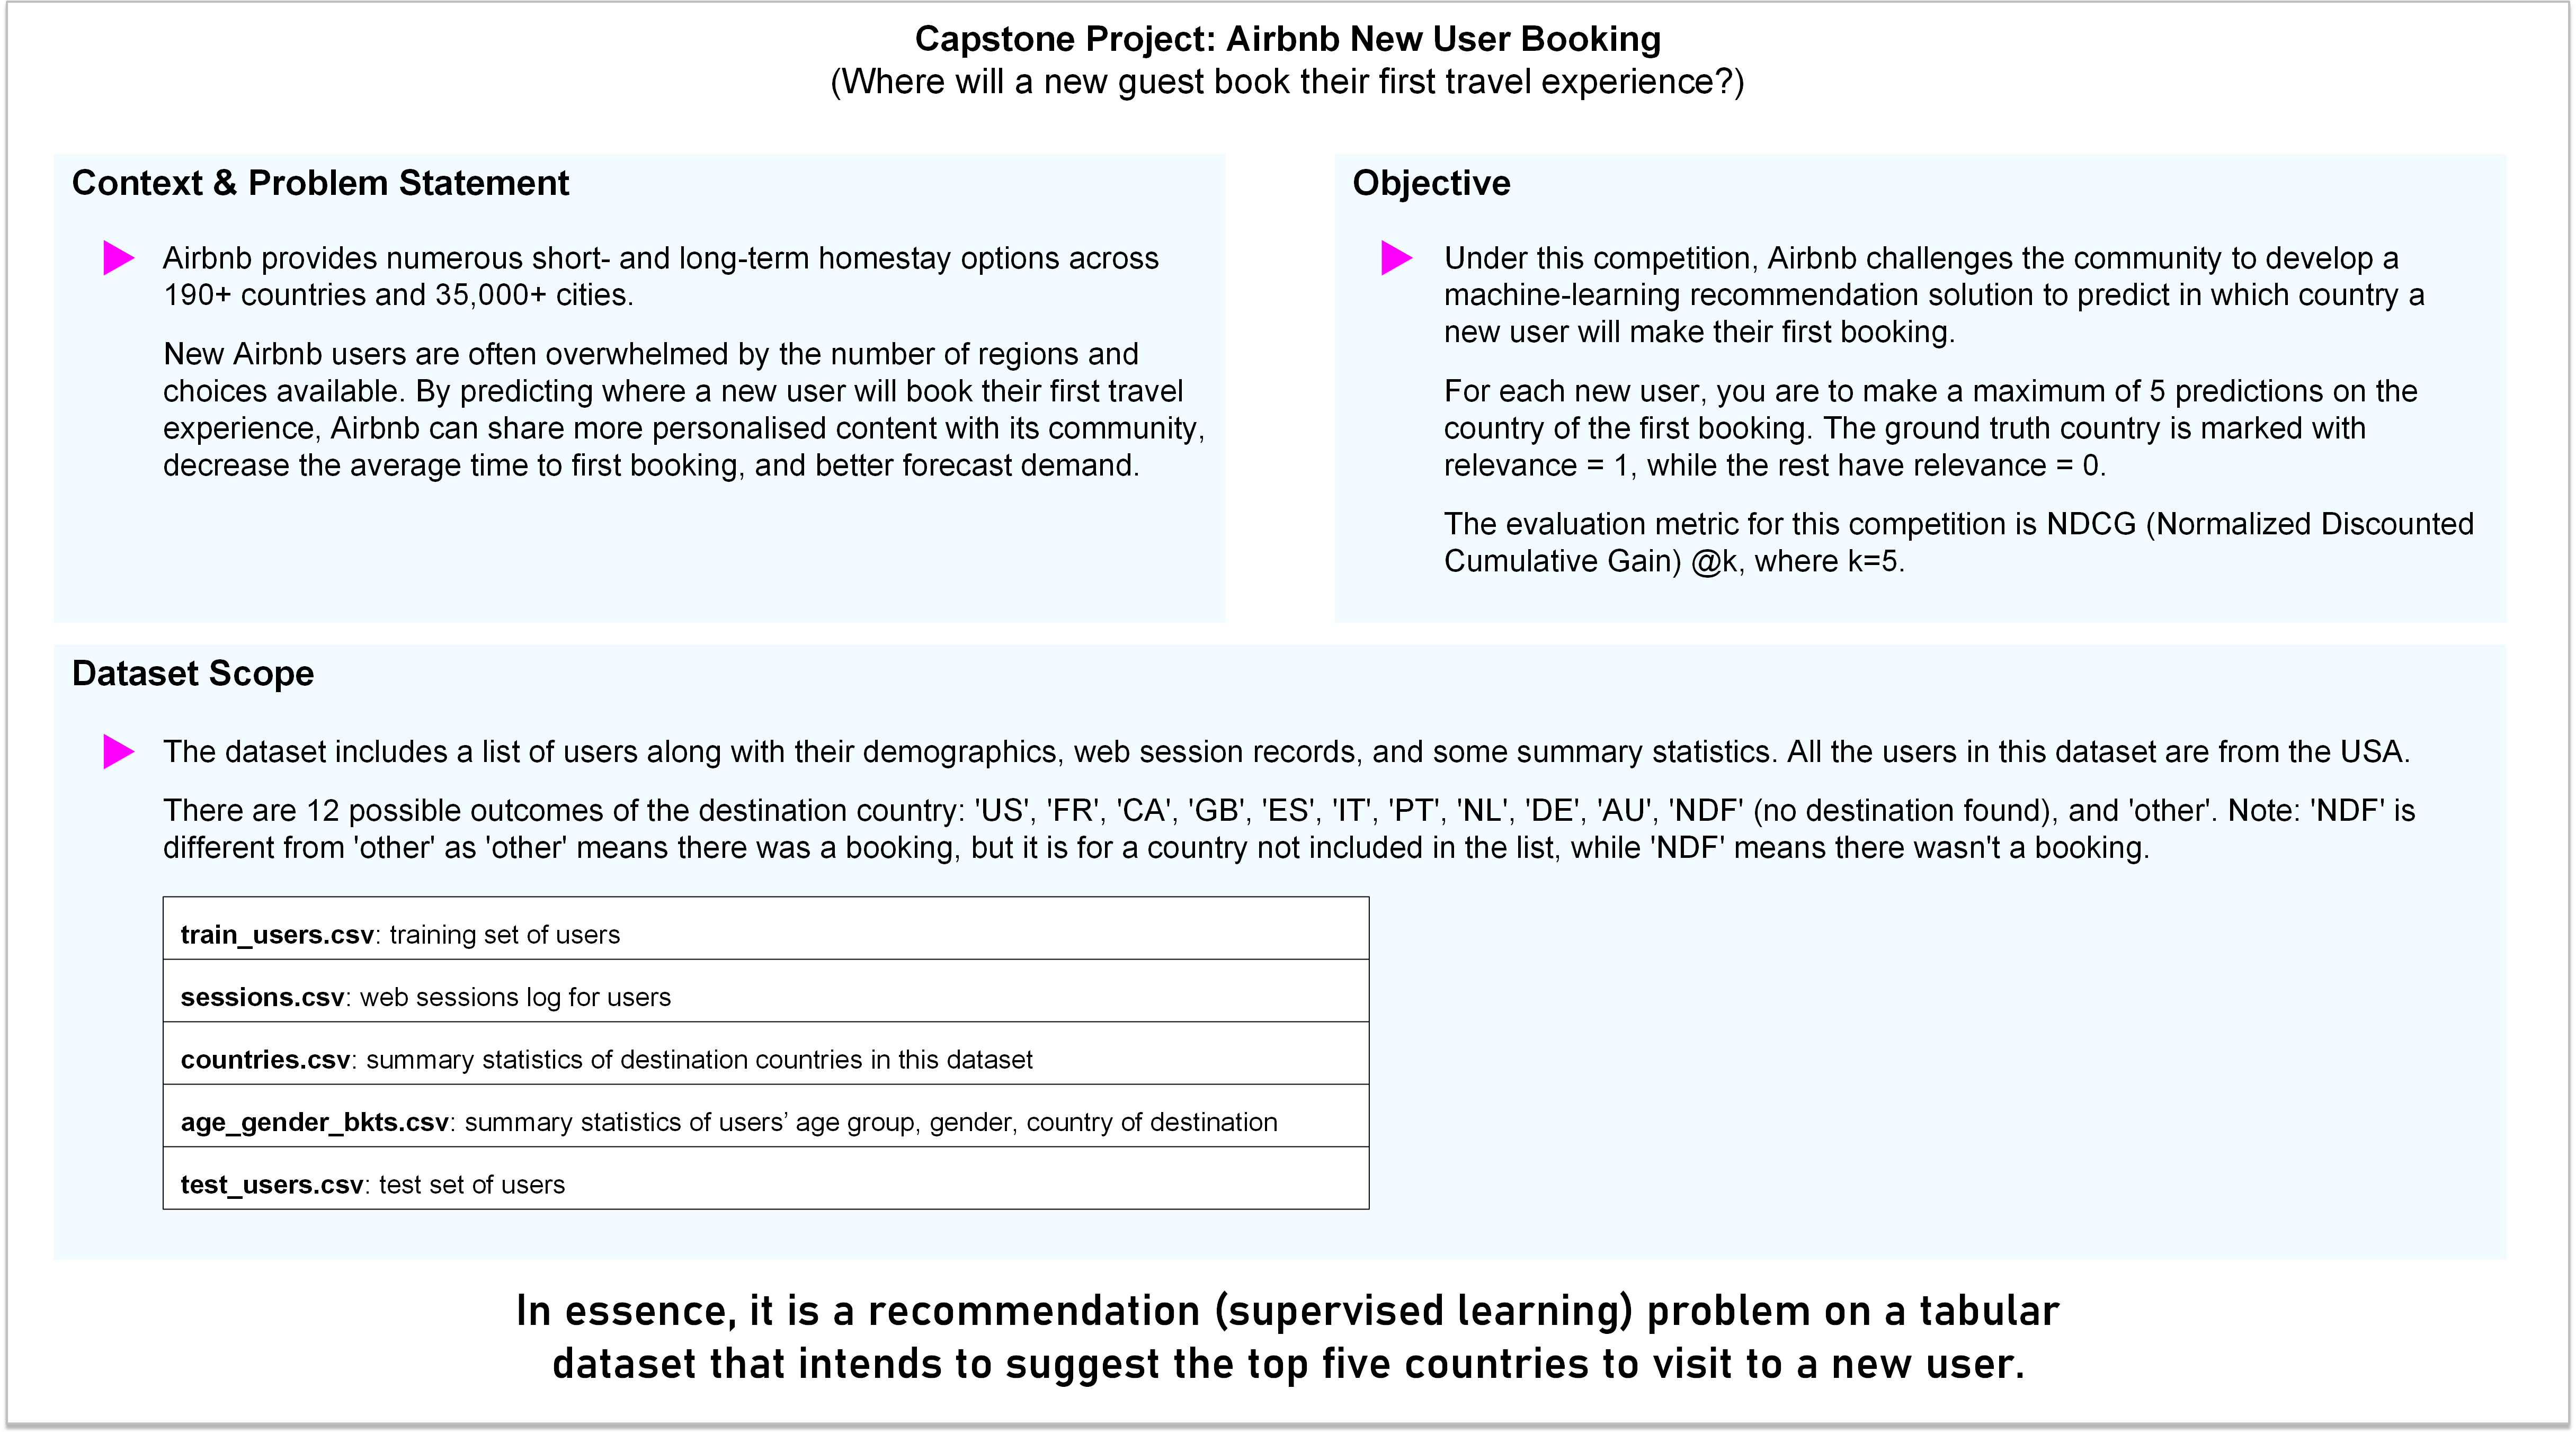 Capstone Project: Airbnb New User Booking
(Where will a new guest book their first travel experience?)
Context & Problem Statement
Airbnb provides numerous short- and long-term homestay options across
190+ countries and 35,000+ cities.
New Airbnb users are often overwhelmed by the number of regions and
choices available. By predicting where a new user will book their first travel
experience, Airbnb can share more personalised content with its community,
decrease the average time to first booking, and better forecast demand.
Objective
Under this competition, Airbnb challenges the community to develop a
machine-learning recommendation solution to predict in which country a
new user will make their first booking.
For each new user, you are to make a maximum of 5 predictions on the
country of the first booking. The ground truth country is marked with
relevance = 1, while the rest have relevance = 0.
The evaluation metric for this competition is NDCG (Normalized Discounted
Cumulative Gain) @k, where k=5.
Dataset Scope
The dataset includes a list of users along with their demographics, web session records, and some summary statistics. All the users in this dataset are from the USA.
There are 12 possible outcomes of the destination country: 'US', 'FR', 'CA', 'GB', 'ES', 'IT', 'PT', 'NL', 'DE', 'AU', 'NDF' (no destination found), and 'other'. Note: 'NDF' is
different from 'other' as 'other' means there was a booking, but it is for a country not included in the list, while 'NDF' means there wasn't a booking.
train_users.csv: training set of users
sessions.csv: web sessions log for users
countries.csv: summary statistics of destination countries in this dataset
age_gender_bkts.csv: summary statistics of users’ age group, gender, country of destination
test_users.csv: test set of users
In essence, it is a recommendation (supervised learning) problem on a tabular
dataset that intends to suggest the top five countries to visit to a new user.